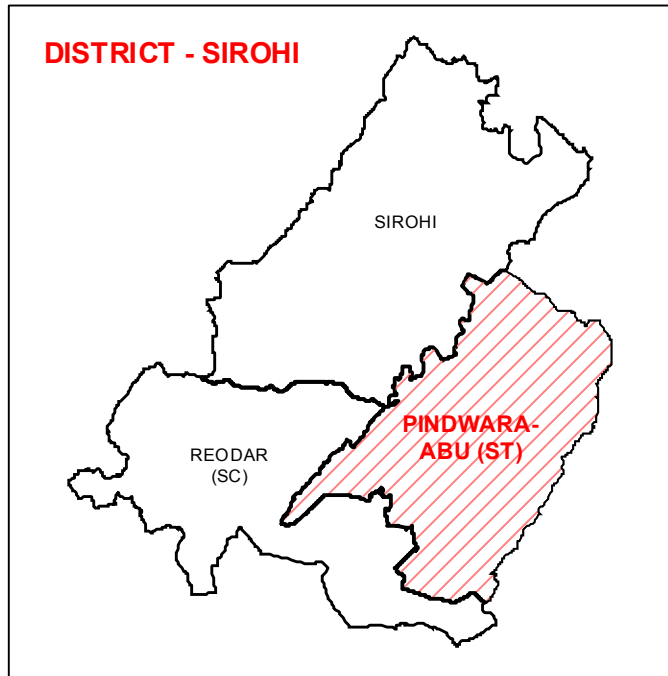 DISTRICT - SIROHI
SIROHI
PINDWARA-
ABU (ST)
REODAR
(SC)